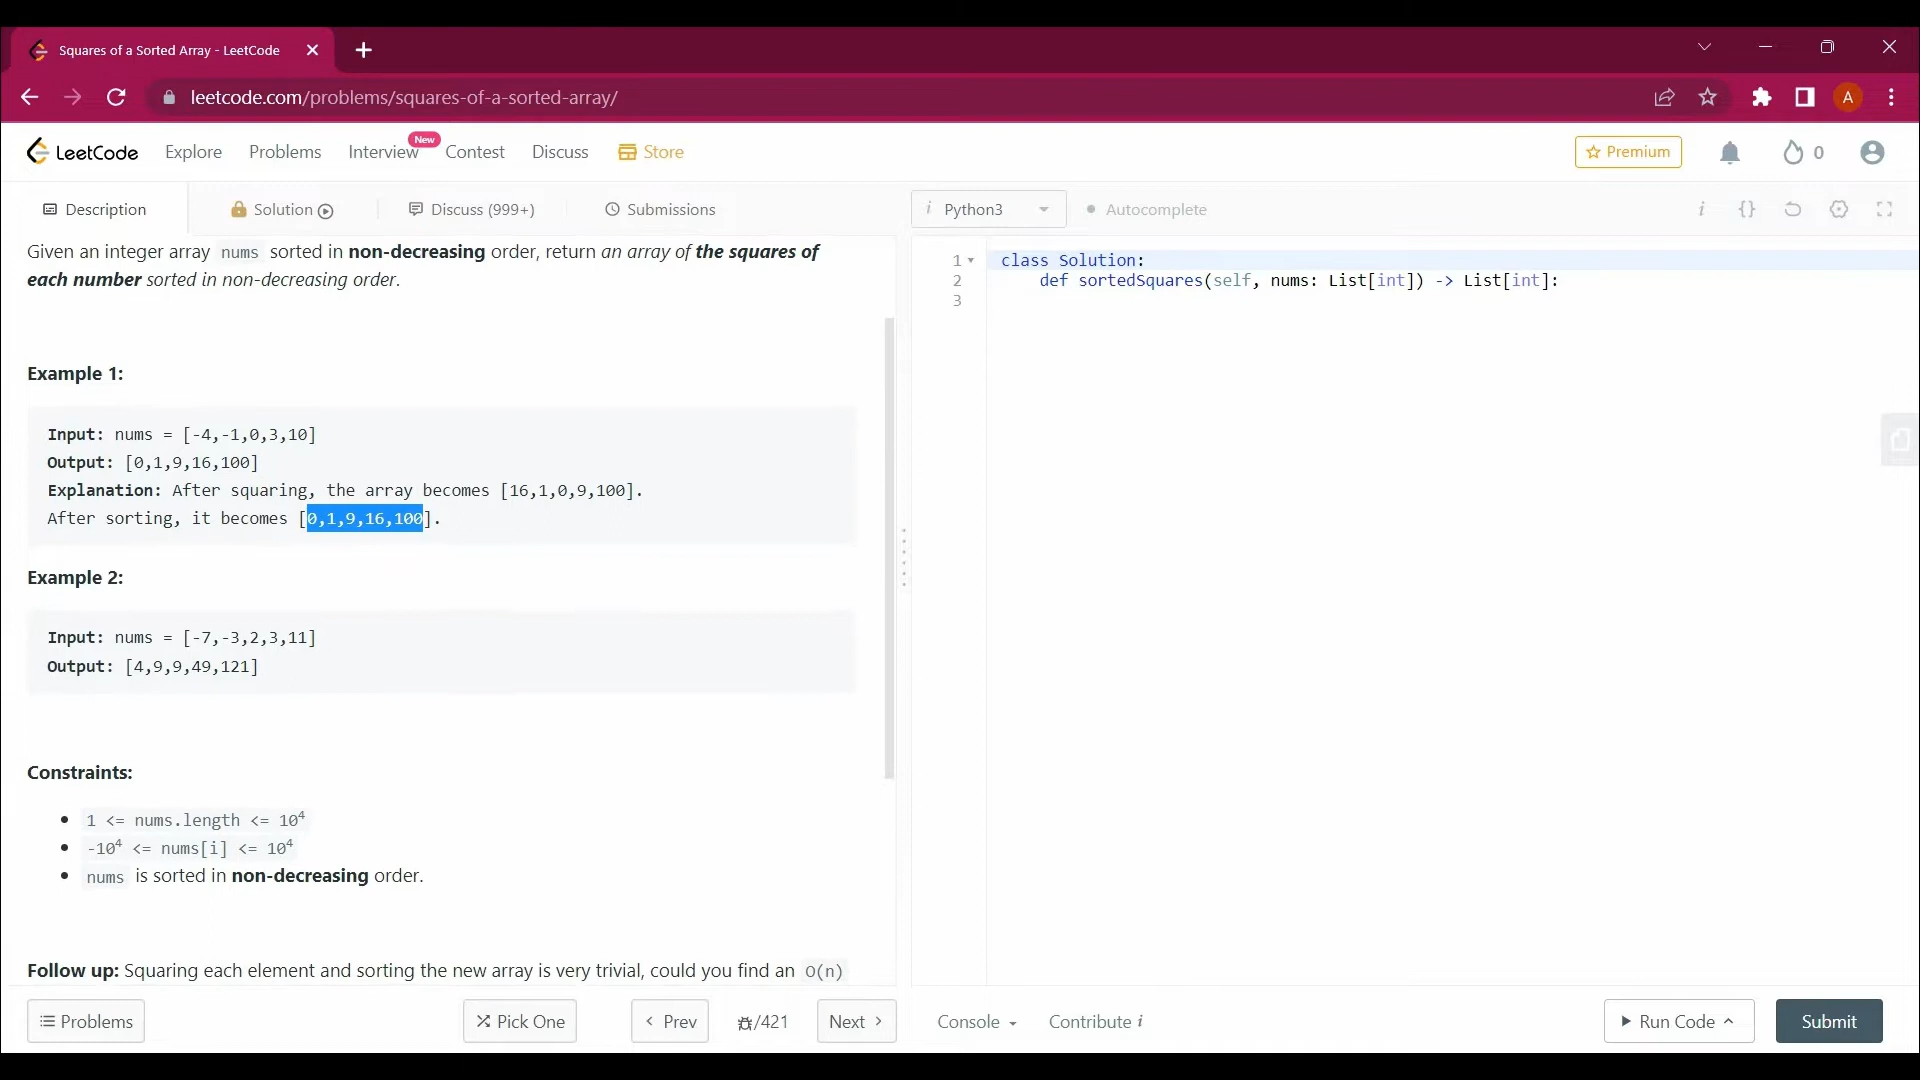 Squares of a Sorted Array - LeetCode
leetcode.com/problems/squares-of-a-sorted-array/
A
LeetCode Explore Problems Interview New Contest Discuss Store Premium 0
Description Solution Discuss (999+) Submissions
i Python3 Autocomplete i {}
Given an integer array nums sorted in non-decreasing order, return an array of the squares of
each number sorted in non-decreasing order.
Example 1:
Input: nums = [-4,-1,0,3,10]
Output: [0,1,9,16,100]
Explanation: After squaring, the array becomes [16,1,0,9,100].
After sorting, it becomes [0,1,9,16,100].
Example 2:
Input: nums = [-7,-3,2,3,11]
Output: [4,9,9,49,121]
Constraints:
• 1 <= nums.length <= 10⁴
• -10⁴ <= nums[i] <= 10⁴
• nums is sorted in non-decreasing order.
Follow up: Squaring each element and sorting the new array is very trivial, could you find an O(n)
1 class Solution:
2 def sortedSquares(self, nums: List[int]) -> List[int]:
3
Problems Pick One < Prev /421 Next >
Console Contribute i Run Code Submit